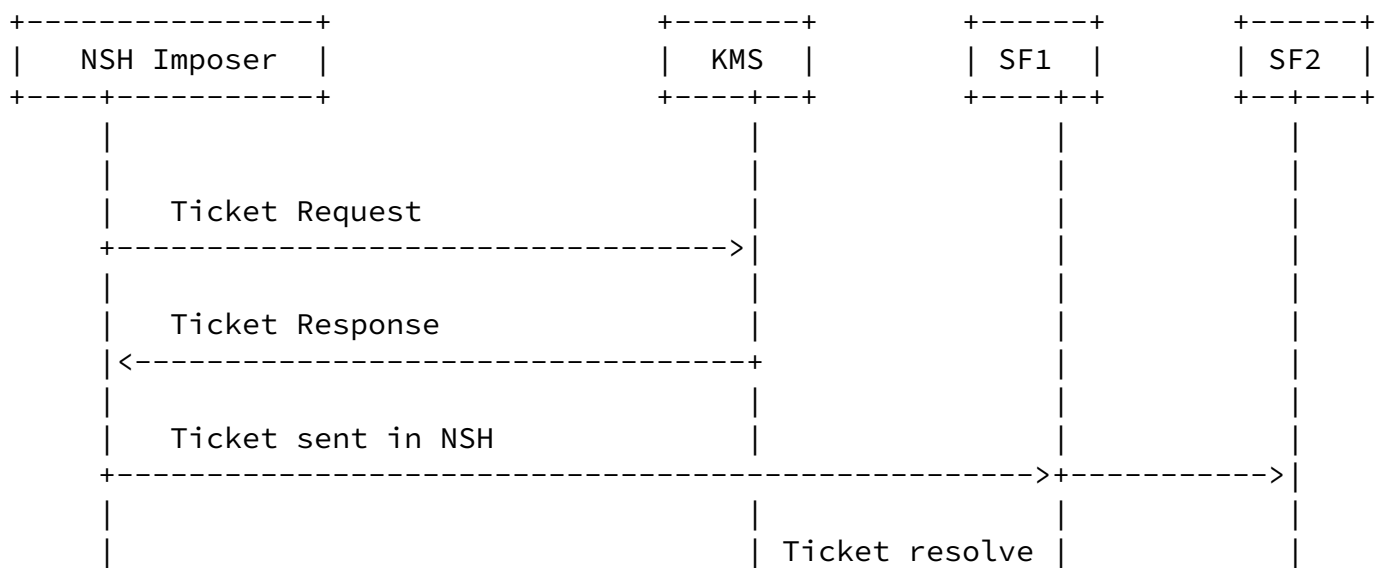 NSH Imposer KMS SF1 SF2
Ticket Request
Ticket Response
Ticket sent in NSH
Ticket resolve